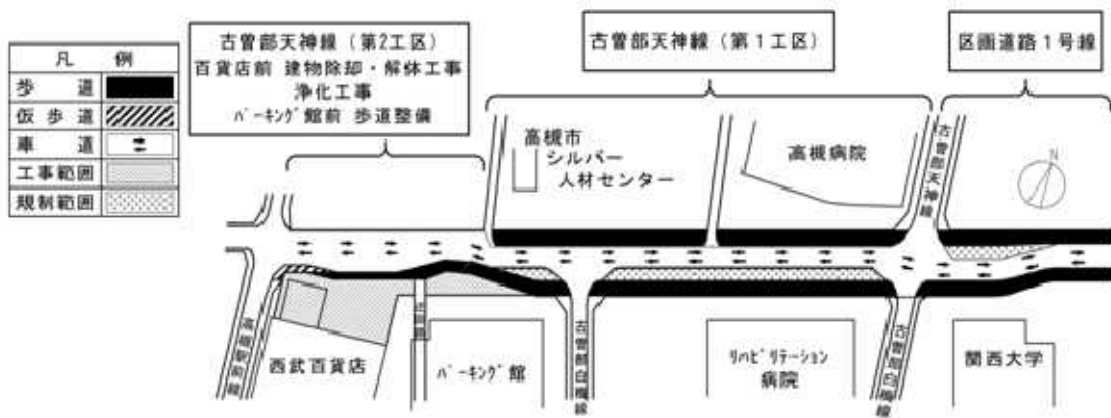 凡 例
歩 道
仮 歩 道
車 道
工事範囲
規制範囲
古曽部天神線（第2工区）
百貨店前 建物除却・解体工事
浄化工事
ﾊﾟｰｷﾝｸﾞ館前 歩道整備
古曽部天神線（第１工区）
区画道路１号線
高槻市
シルバー
人材センター
高槻病院
古曽部天神線
N
高槻駅前線
西武百貨店
ﾊﾟｰｷﾝｸﾞ館
古曽部白梅線
ﾘﾊﾋﾞﾘﾃｰｼｮﾝ
病院
古曽部白梅線
関西大学